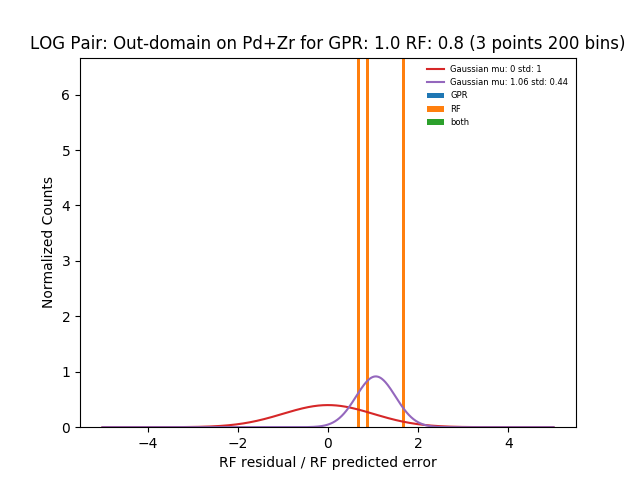 LOG Pair: Out-domain on Pd+Zr for GPR: 1.0 RF: 0.8 (3 points 200 bins)
Gaussian mu: 0 std: 1
Gaussian mu: 1.06 std: 0.44
GPR
RF
both
Normalized Counts
6
5
4
3
2
1
0
−4
−2
0
2
4
RF residual / RF predicted error